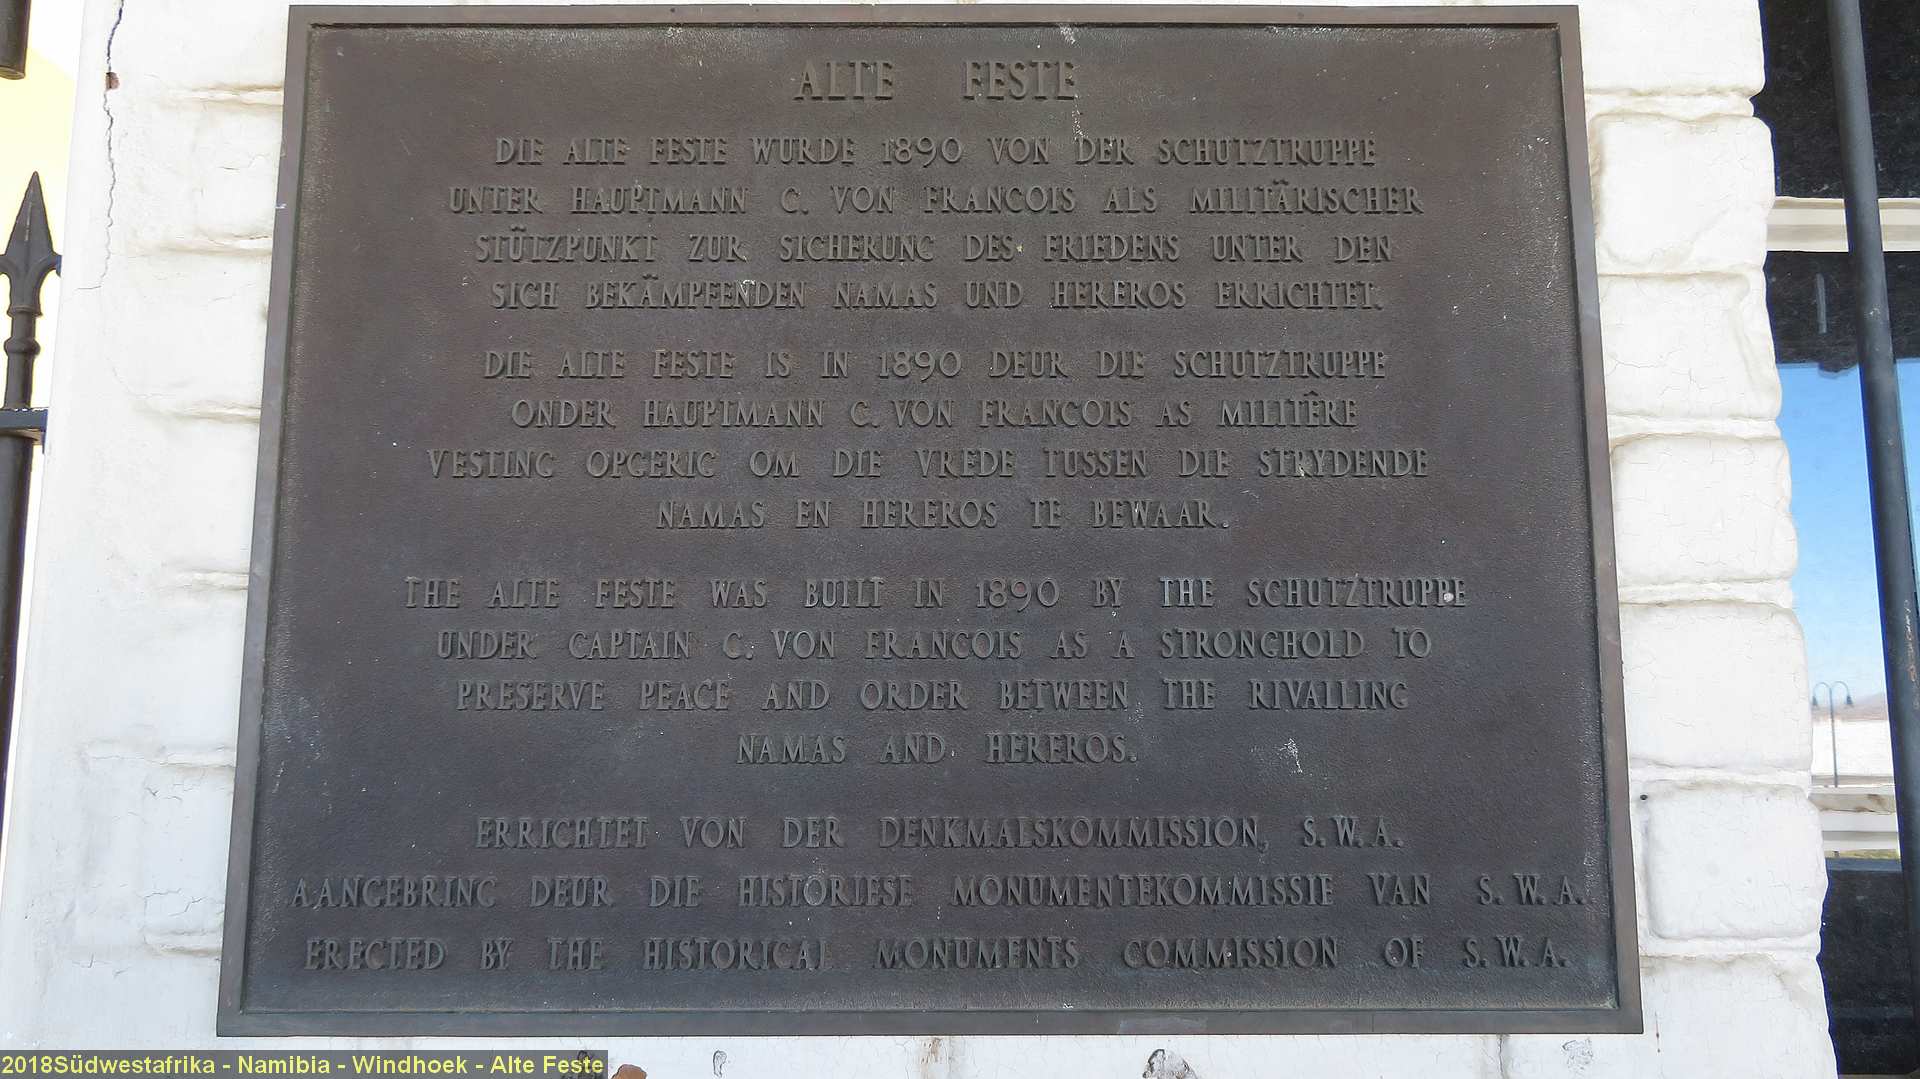 ALTE FESTE
DIE ALTE FESTE WURDE 1890 VON DER SCHUTZTRUPPE
UNTER HAUPTMANN C. VON FRANCOIS ALS MILITÄRISCHER
STÜTZPUNKT ZUR SICHERUNG DES FRIEDENS UNTER DEN
SICH BEKÄMPFENDEN NAMAS UND HEREROS ERRICHTET.
DIE ALTE FESTE IS IN 1890 DEUR DIE SCHUTZTRUPPE
ONDER HAUPTMANN C. VON FRANCOIS AS MILITÊRE
VESTING OPGERIG OM DIE VREDE TUSSEN DIE STRYDENDE
NAMAS EN HEREROS TE BEWAAR.
THE ALTE FESTE WAS BUILT IN 1890 BY THE SCHUTZTRUPPE
UNDER CAPTAIN C. VON FRANCOIS AS A STRONGHOLD TO
PRESERVE PEACE AND ORDER BETWEEN THE RIVALLING
NAMAS AND HEREROS.
ERRICHTET VON DER DENKMALSKOMMISSION, S.W.A.
AANGEBRING DEUR DIE HISTORIESE MONUMENTEKOMMISSIE VAN S.W.A.
ERECTED BY THE HISTORICAL MONUMENTS COMMISSION OF S.W.A.
2018Südwestafrika - Namibia - Windhoek - Alte Feste